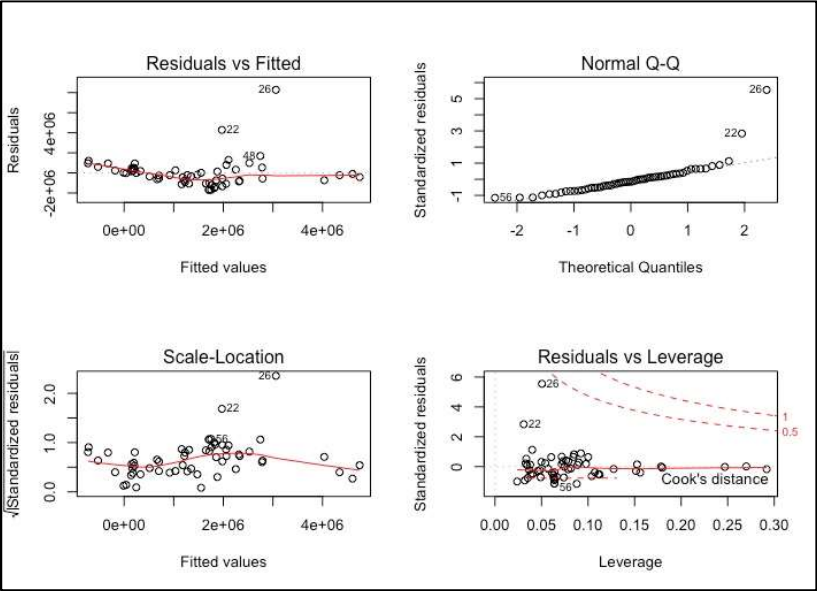 Residuals vs Fitted
Residuals
-2e+06
4e+06
26
22
48
0e+00
2e+06
4e+06
Fitted values
Normal Q-Q
Standardized residuals
-1
1
3
5
26
22
56
-2
-1
0
1
2
Theoretical Quantiles
Scale-Location
√|Standardized residuals|
0.0
1.0
2.0
26
22
56
0e+00
2e+06
4e+06
Fitted values
Residuals vs Leverage
Standardized residuals
0
2
4
6
26
22
56
1
0.5
Cook's distance
0.00
0.05
0.10
0.15
0.20
0.25
0.30
Leverage